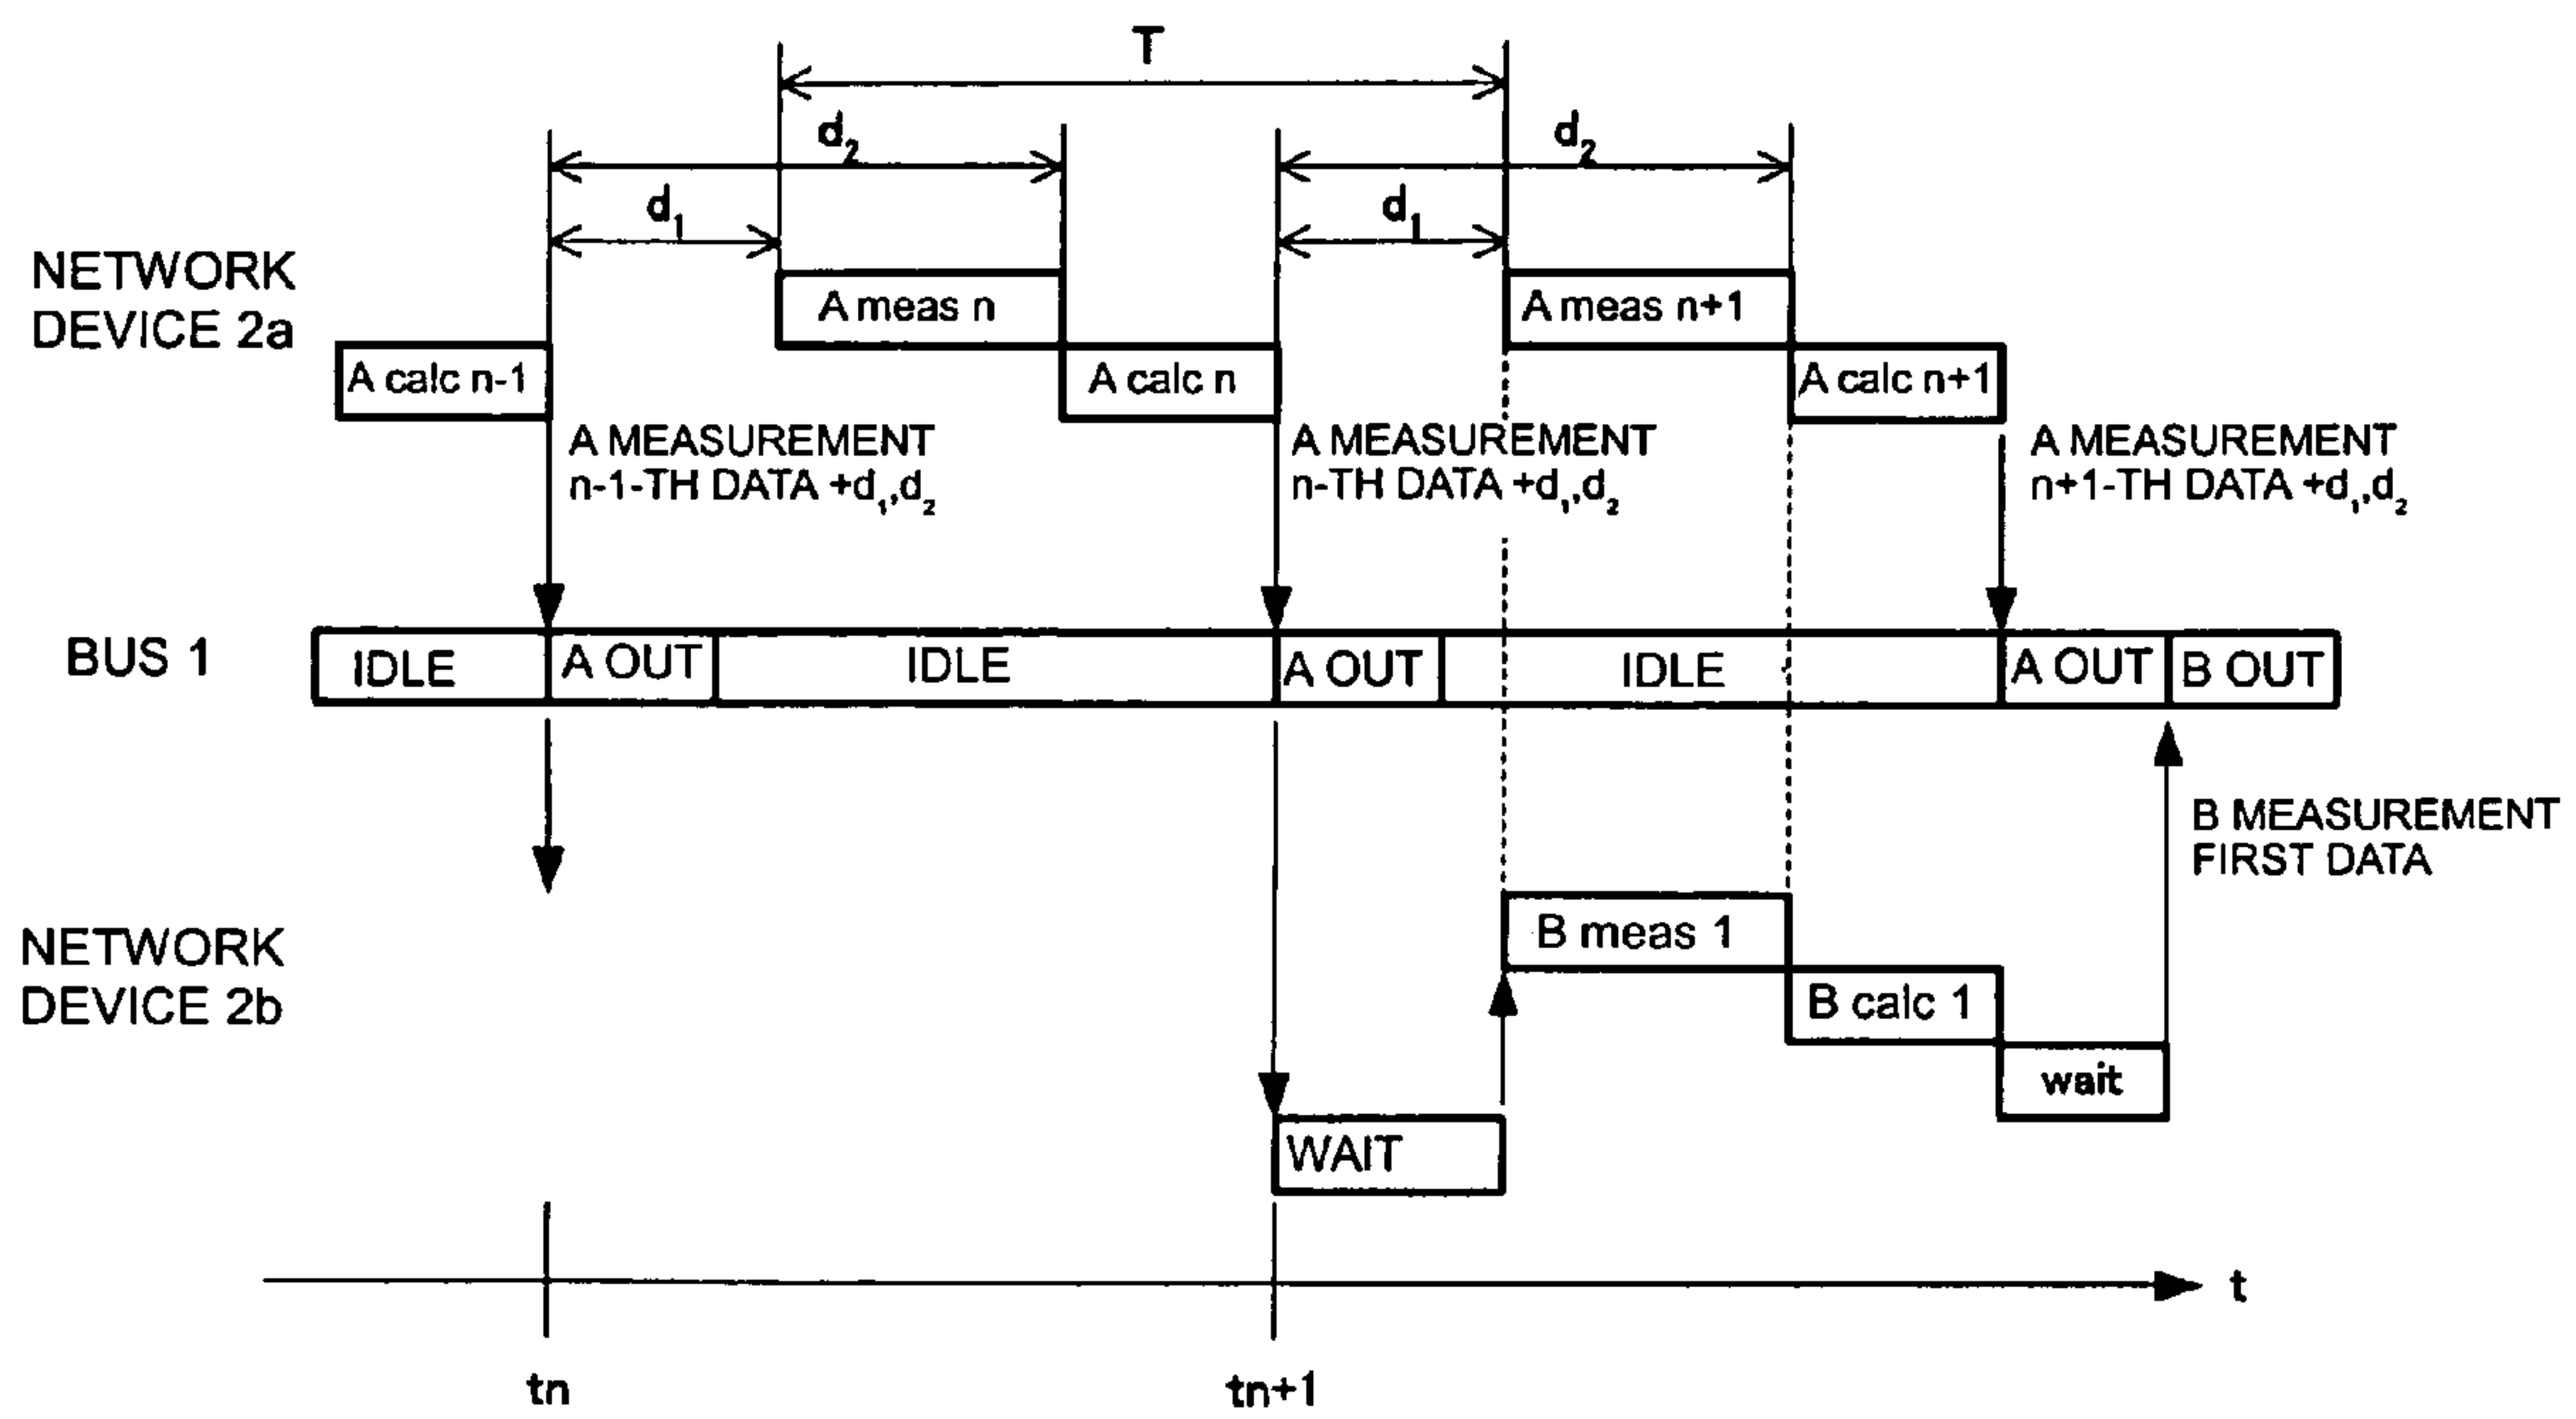 T
d₂
d₂
d₁
d₁
NETWORK
DEVICE 2a
A meas n
A meas n+1
A calc n-1
A calc n
A calc n+1
A MEASUREMENT
n-1-TH DATA +d₁,d₂
A MEASUREMENT
n-TH DATA +d₁,d₂
A MEASUREMENT
n+1-TH DATA +d₁,d₂
BUS 1
IDLE
A OUT
IDLE
A OUT
IDLE
A OUT
B OUT
B MEASUREMENT
FIRST DATA
NETWORK
DEVICE 2b
B meas 1
B calc 1
wait
WAIT
t
tn
tn+1